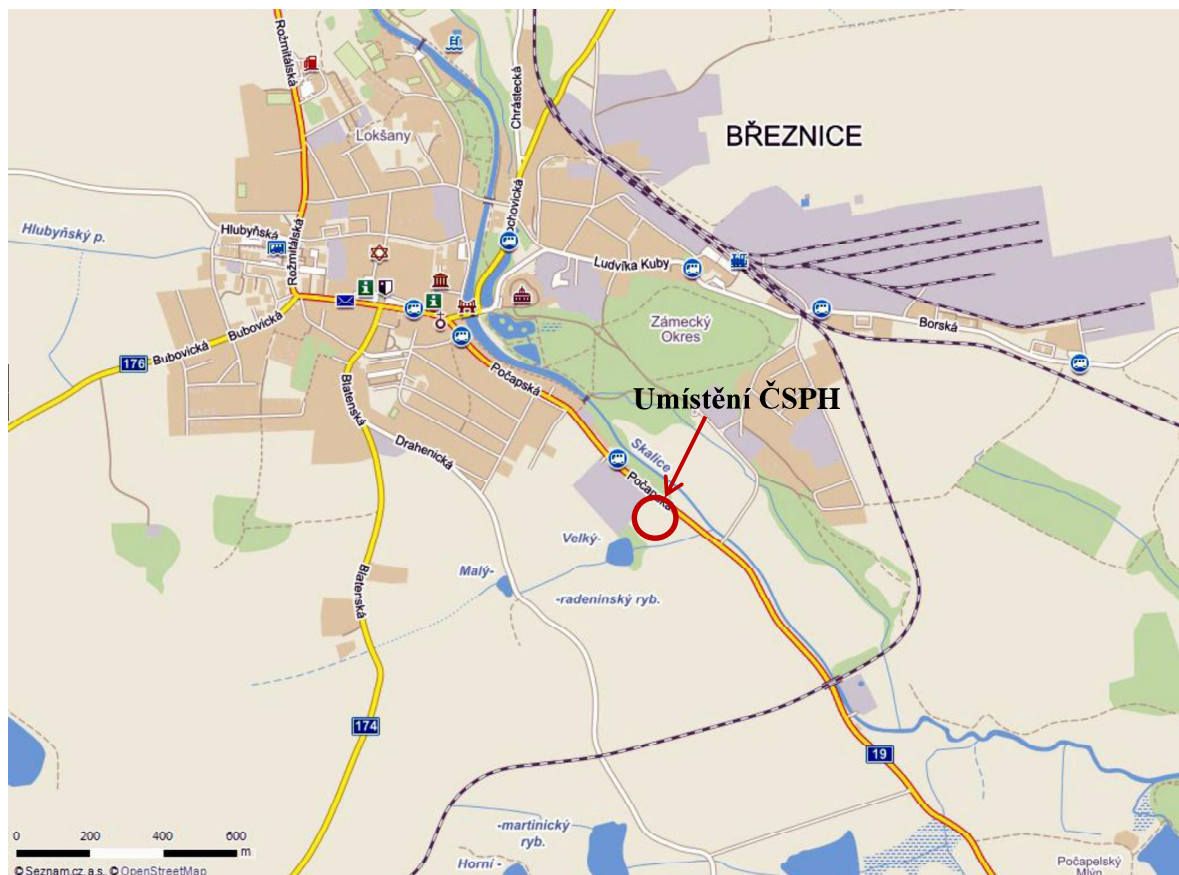 Rožmitálská
Rožmitálská
Chrástecká
Lokšany
BŘEZNICE
ochovická
Hlubyňský p.
Hlubyňská
Rožmitálská
Ludvíka Kuby
Zámecký
Okres
Borská
Bubovická
Bubovická
176
Počapská
Blatenská
Umístění ČSPH
Drahenická
Skalice
Počapská
Velký-
Malý-
-radeninský ryb.
Blatenská
174
19
0 200 400 600
m
-martinický
ryb.
Horní -
Počapelský
Mlýn
© Seznam.cz, a.s., © OpenStreetMap